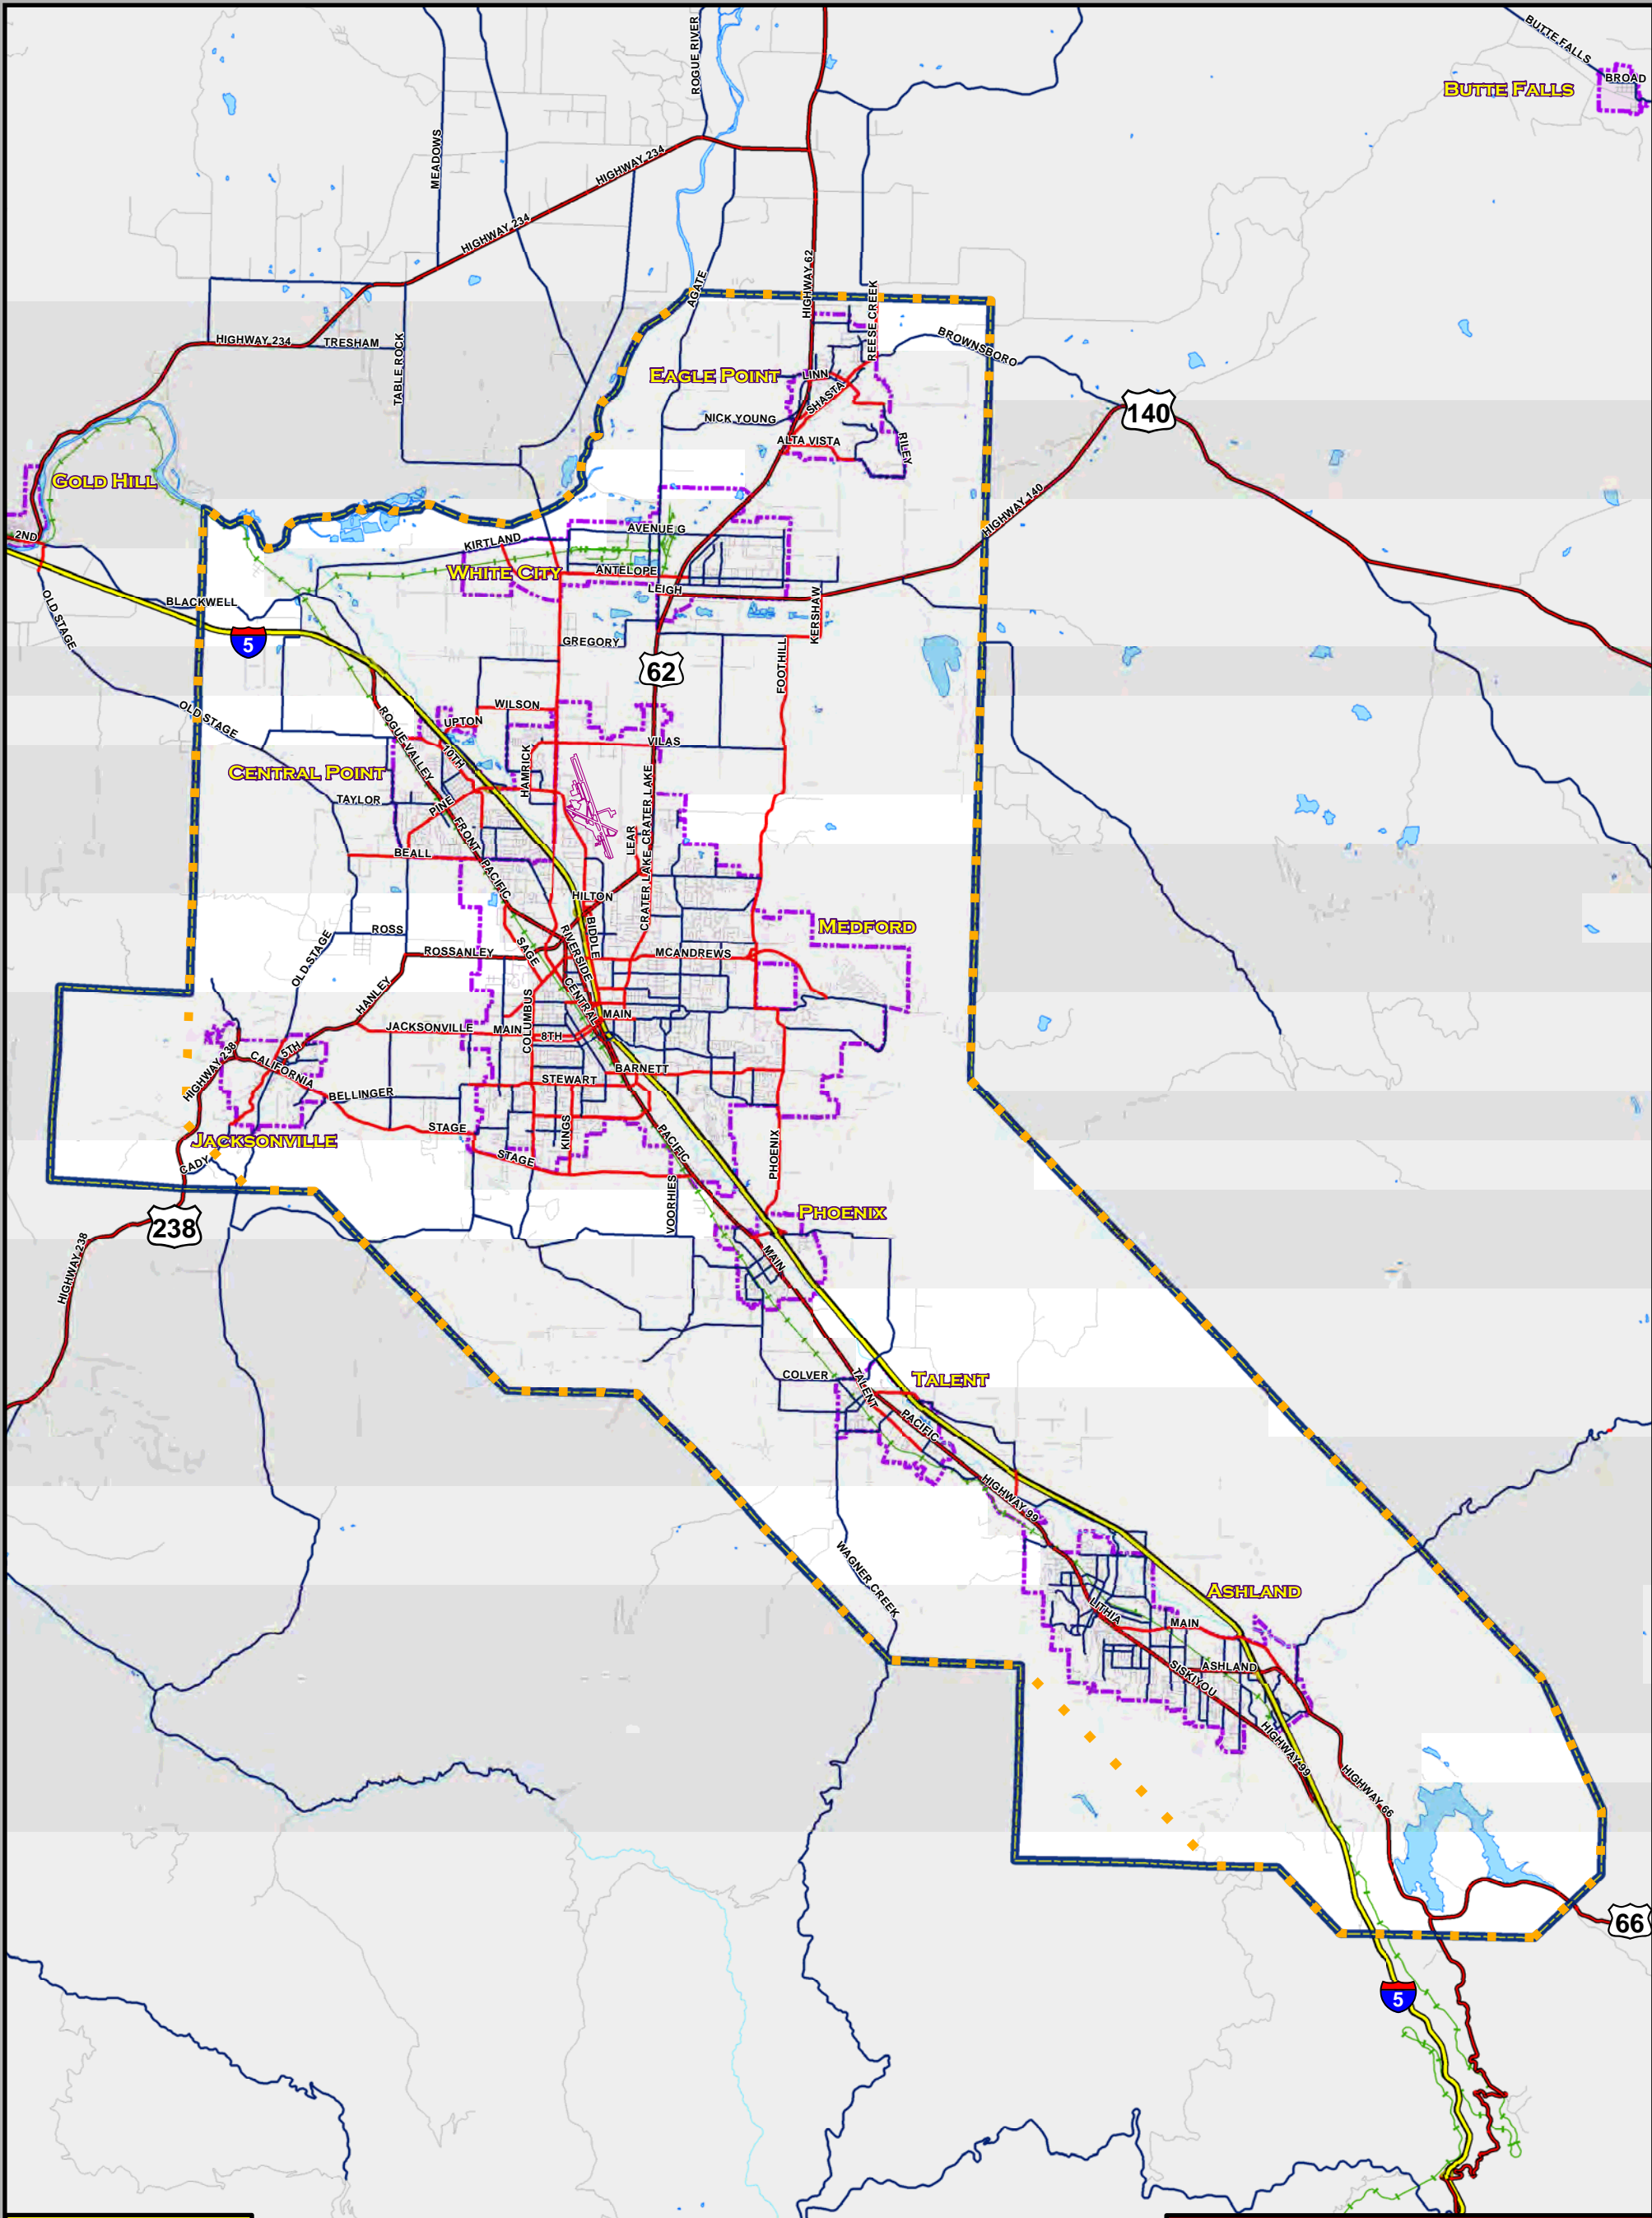 BUTTE FALLS
ROGUE RIVER
BUTTE FALLS
BROAD
MEADOWS
HIGHWAY 234
HIGHWAY 234
HIGHWAY 62
AGATE
REESE CREEK
HIGHWAY 234
TRESHAM
TABLE ROCK
BROWNSBORO
EAGLE POINT
LINN
SHASTA
140
NICK YOUNG
ALTA VISTA
RILEY
GOLD HILL
HIGHWAY 140
2ND
AVENUE G
KIRTLAND
WHITE CITY
ANTELOPE
LEIGH
KERSHAW
OLD STAGE
BLACKWELL
5
GREGORY
62
FOOTHILL
OLD STAGE
WILSON
UPTON
ROGUE VALLEY
10TH
VILAS
HAMRICK
CENTRAL POINT
TAYLOR
PINE
FRONT
CRATER LAKE
LEAR
BEALL
PACIFIC
CRATER LAKE
HILTON
MEDFORD
BIDDLE
ROSS
RIVERSIDE
SAGE
ROSSANLEY
MCANDREWS
OLD STAGE
HANLEY
CENTRAL
COLUMBUS
MAIN
JACKSONVILLE
MAIN
8TH
5TH
HIGHWAY 238
CALIFORNIA
BARNETT
STEWART
BELLINGER
KINGS
STAGE
JACKSONVILLE
PACIFIC
PHOENIX
CADY
STAGE
VOORHIES
238
PHOENIX
HIGHWAY 238
MAIN
COLVER
TALENT
TALENT
PACIFIC
HIGHWAY 99
WAGNER CREEK
ASHLAND
LITHIA
MAIN
ASHLAND
SISKIYOU
HIGHWAY 99
HIGHWAY 66
66
5